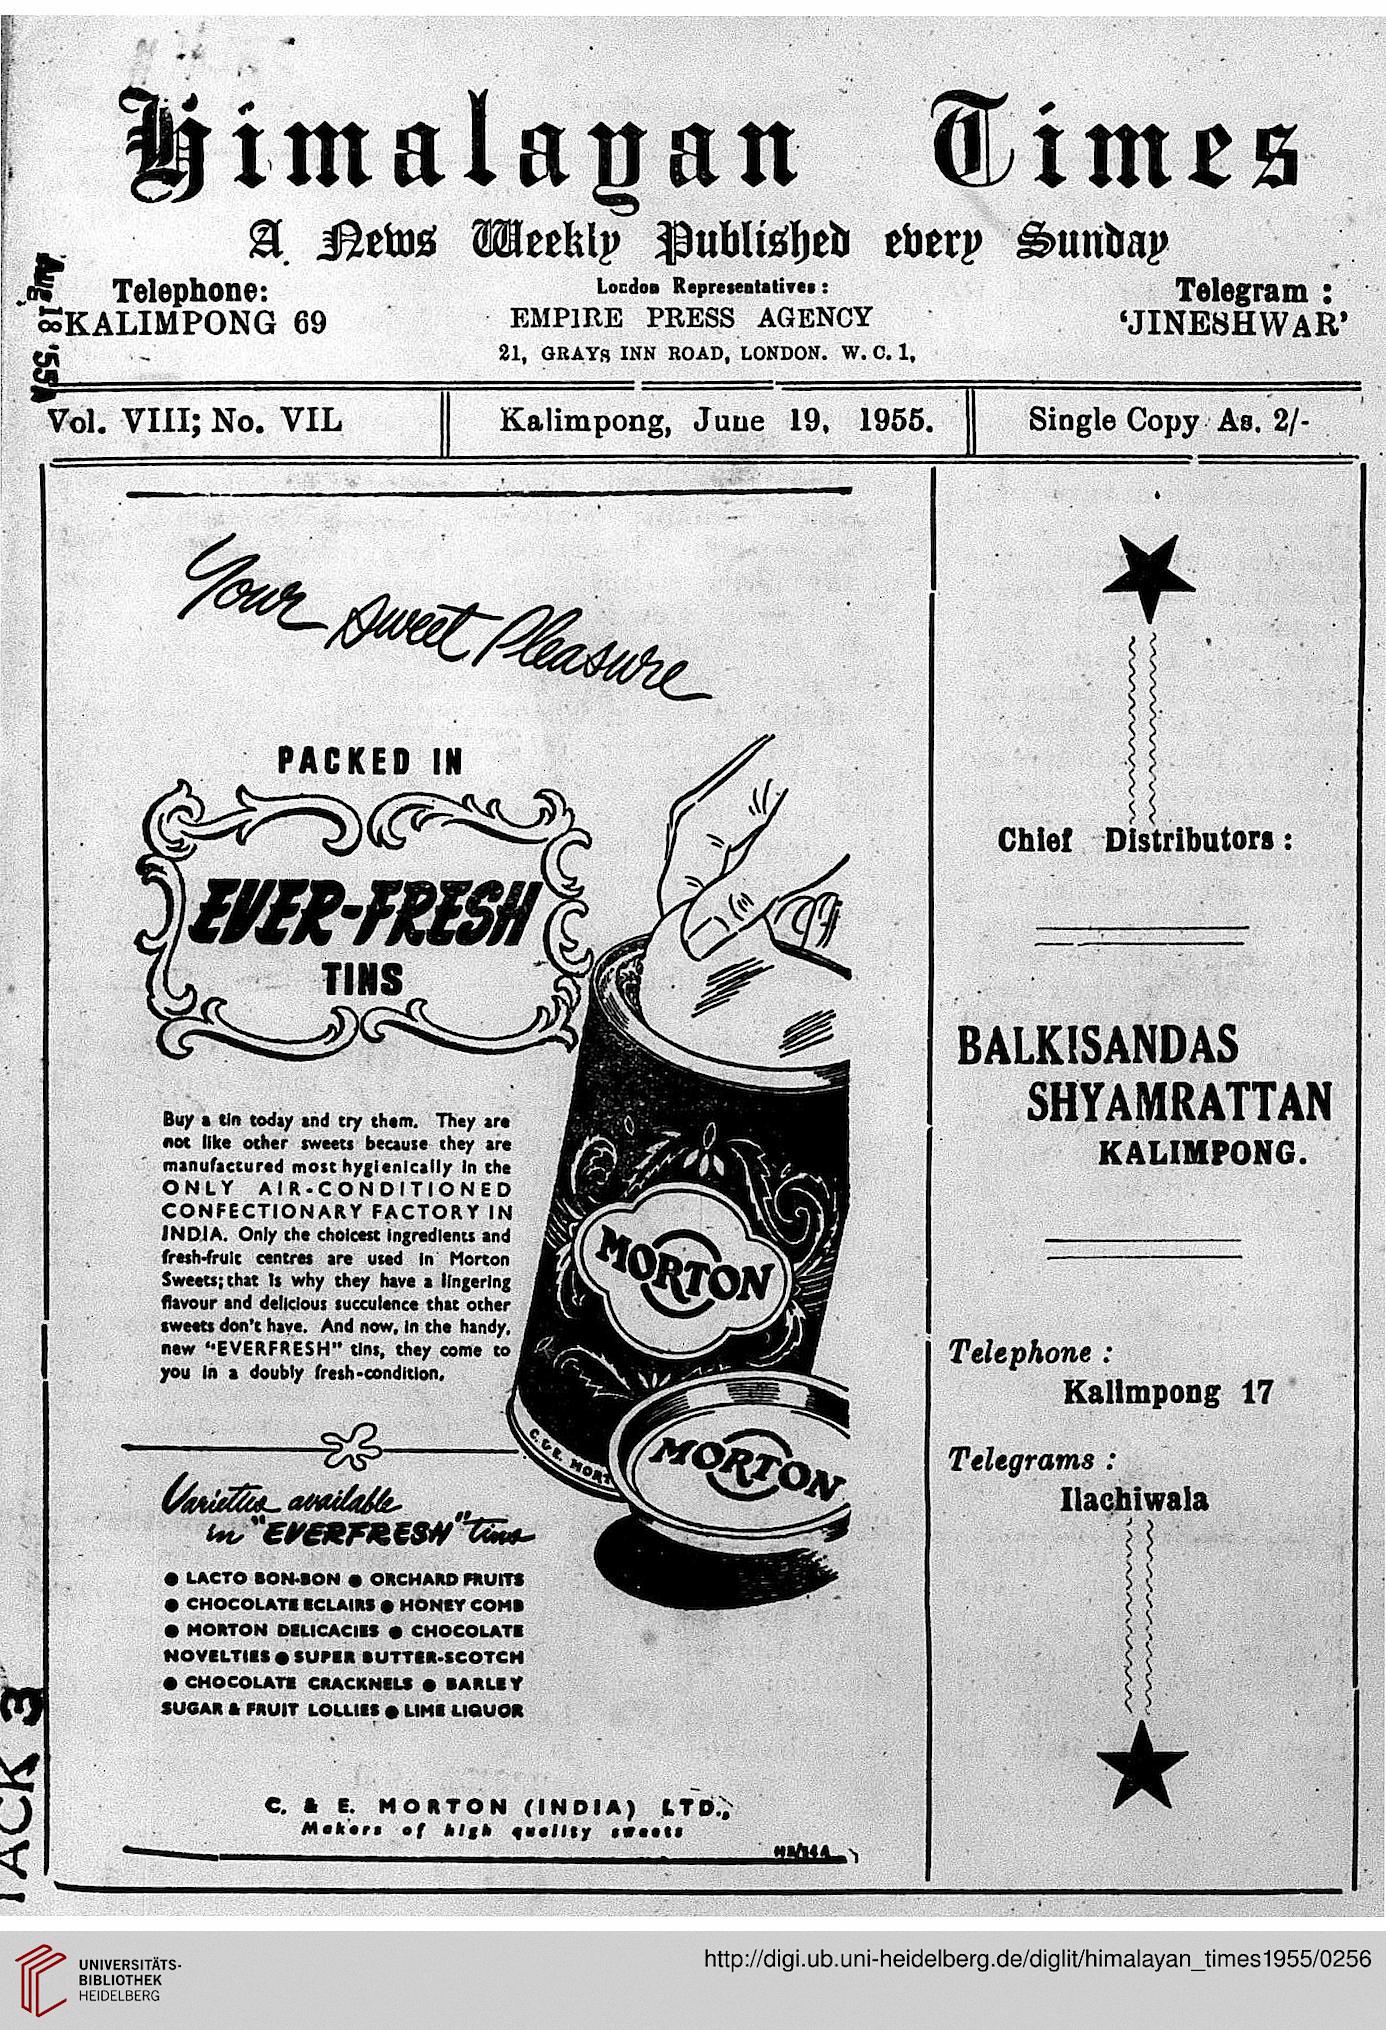 Himalayan Times
A News Weekly Published every Sunday
Aug 18 '55
Telephone:
KALIMPONG 69
London Representatives:
EMPIRE PRESS AGENCY
21, GRAYS INN ROAD, LONDON. W. C. 1,
Telegram :
'JINESHWAR'
Vol. VIII; No. VII.
Kalimpong, June 19, 1955.
Single Copy As. 2/-
Your Sweet Pleasure
PACKED IN
EVER-FRESH
TINS
Buy a tin today and try them. They are
not like other sweets because they are
manufactured most hygienically in the
ONLY AIR-CONDITIONED
CONFECTIONARY FACTORY IN
INDIA. Only the choicest ingredients and
fresh-fruit centres are used in Morton
Sweets; that is why they have a lingering
flavour and delicious succulence that other
sweets don't have. And now, in the handy,
new "EVERFRESH" tins, they come to
you in a doubly fresh-condition.
MORTON
C. & E. MORT
MORTON
Varieties available
in "EVERFRESH" tins
● LACTO BON-BON ● ORCHARD FRUITS
● CHOCOLATE ECLAIRS ● HONEY COMB
● MORTON DELICACIES ● CHOCOLATE
NOVELTIES ● SUPER BUTTER-SCOTCH
● CHOCOLATE CRACKNELS ● BARLEY
SUGAR & FRUIT LOLLIES ● LIME LIQUOR
C. & E. MORTON (INDIA) LTD.,
Makers of high quality sweets
Chief Distributors :
BALKISANDAS
SHYAMRATTAN
KALIMPONG.
Telephone :
Kalimpong 17
Telegrams :
Ilachiwala
UNIVERSITÄTS-
BIBLIOTHEK
HEIDELBERG
http://digi.ub.uni-heidelberg.de/diglit/himalayan_times1955/0256